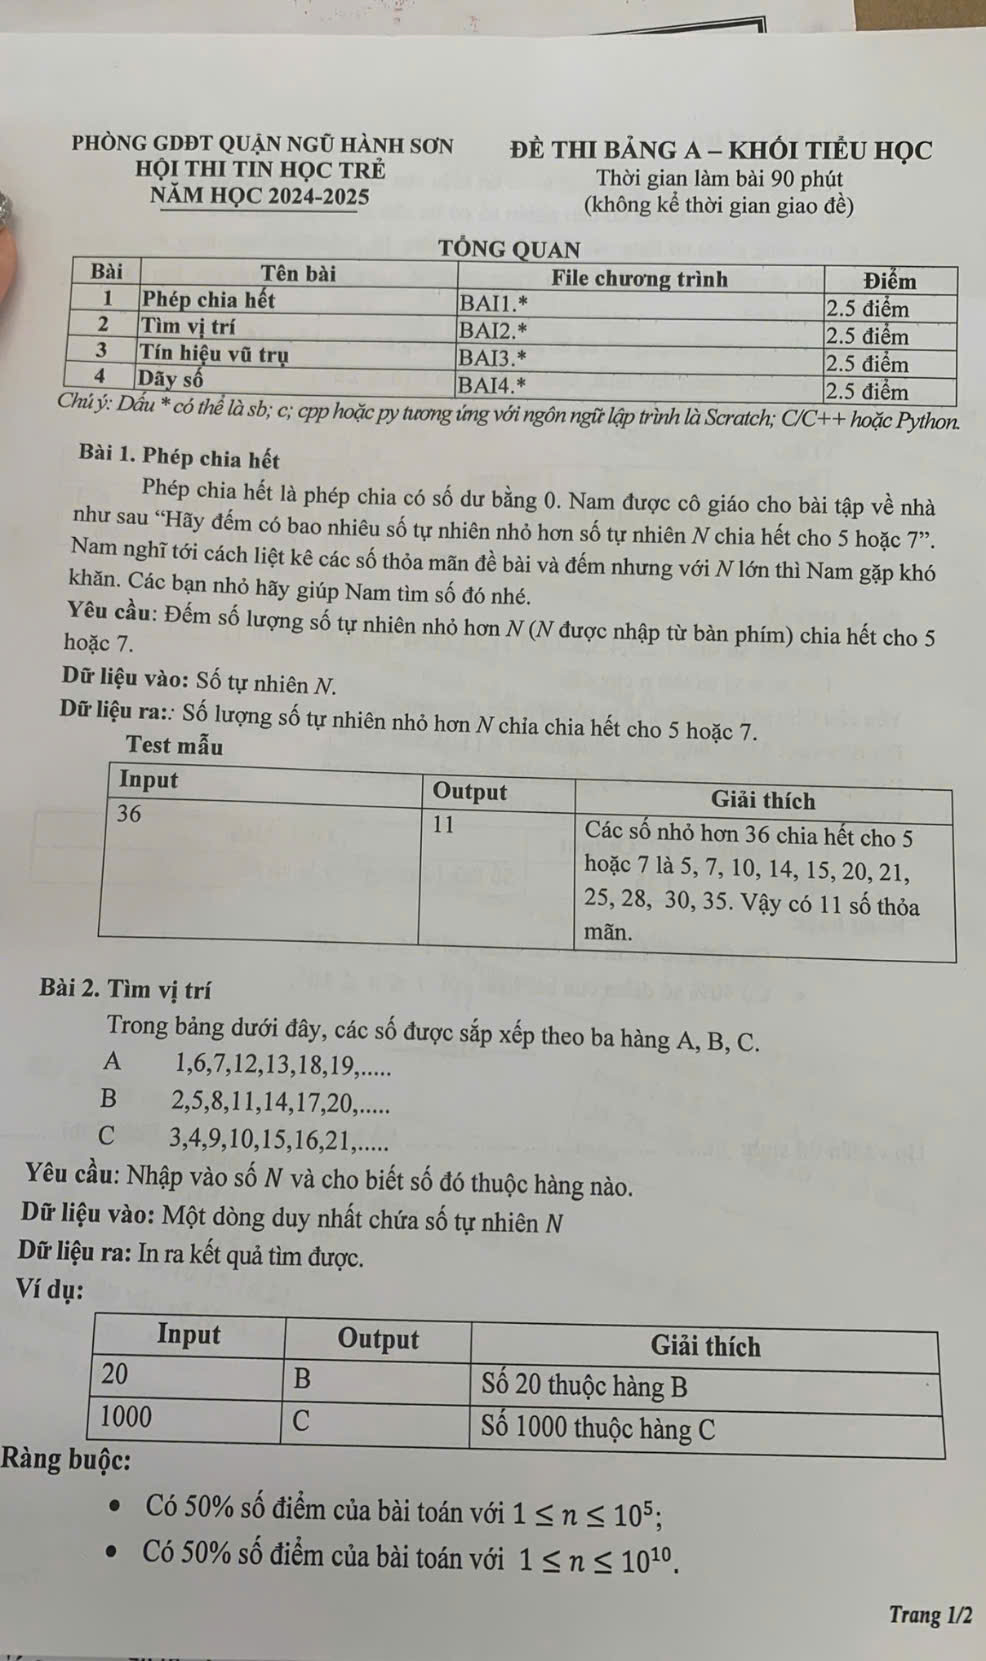 PHÒNG GDĐT QUẬN NGŨ HÀNH SƠN
HỘI THI TIN HỌC TRẺ
NĂM HỌC 2024-2025
ĐỀ THI BẢNG A – KHỐI TIỂU HỌC
Thời gian làm bài 90 phút
(không kể thời gian giao đề)
TỔNG QUAN
Bài Tên bài File chương trình Điểm
1 Phép chia hết BAI1.* 2.5 điểm
2 Tìm vị trí BAI2.* 2.5 điểm
3 Tín hiệu vũ trụ BAI3.* 2.5 điểm
4 Dãy số BAI4.* 2.5 điểm
Chú ý: Dấu * có thể là sb; c; cpp hoặc py tương ứng với ngôn ngữ lập trình là Scratch; C/C++ hoặc Python.
Bài 1. Phép chia hết
Phép chia hết là phép chia có số dư bằng 0. Nam được cô giáo cho bài tập về nhà
như sau “Hãy đếm có bao nhiêu số tự nhiên nhỏ hơn số tự nhiên N chia hết cho 5 hoặc 7”.
Nam nghĩ tới cách liệt kê các số thỏa mãn đề bài và đếm nhưng với N lớn thì Nam gặp khó
khăn. Các bạn nhỏ hãy giúp Nam tìm số đó nhé.
Yêu cầu: Đếm số lượng số tự nhiên nhỏ hơn N (N được nhập từ bàn phím) chia hết cho 5
hoặc 7.
Dữ liệu vào: Số tự nhiên N.
Dữ liệu ra:: Số lượng số tự nhiên nhỏ hơn N chỉa chia hết cho 5 hoặc 7.
Test mẫu
Input Output Giải thích
36 11 Các số nhỏ hơn 36 chia hết cho 5
hoặc 7 là 5, 7, 10, 14, 15, 20, 21,
25, 28, 30, 35. Vậy có 11 số thỏa
mãn.
Bài 2. Tìm vị trí
Trong bảng dưới đây, các số được sắp xếp theo ba hàng A, B, C.
A 1,6,7,12,13,18,19,.....
B 2,5,8,11,14,17,20,.....
C 3,4,9,10,15,16,21,.....
Yêu cầu: Nhập vào số N và cho biết số đó thuộc hàng nào.
Dữ liệu vào: Một dòng duy nhất chứa số tự nhiên N
Dữ liệu ra: In ra kết quả tìm được.
Ví dụ:
Input Output Giải thích
20 B Số 20 thuộc hàng B
1000 C Số 1000 thuộc hàng C
Ràng buộc:
• Có 50% số điểm của bài toán với 1 ≤ n ≤ 10⁵;
• Có 50% số điểm của bài toán với 1 ≤ n ≤ 10¹⁰.
Trang 1/2